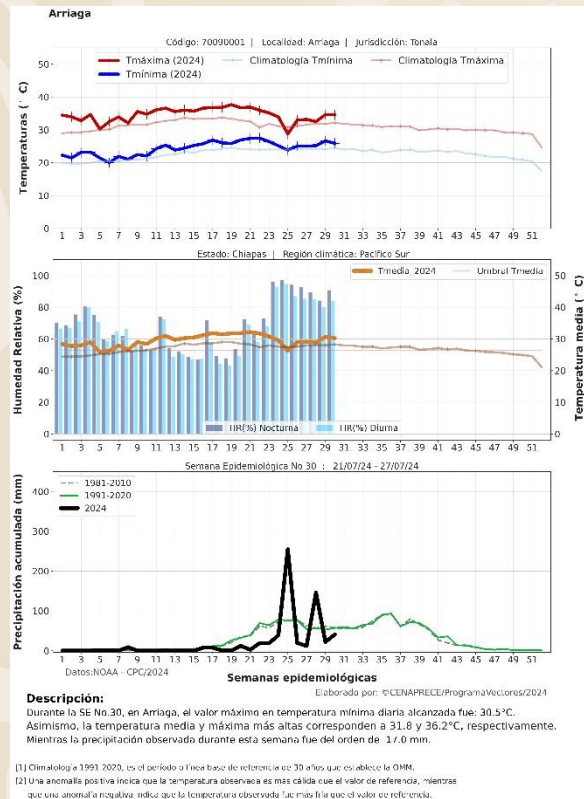 Arriaga
Código: 70090001 | Localidad: Arriaga | Jurisdicción: Tonala
Temperaturas (° C)
50
40
30
20
10
0
Tmáxima (2024)
Climatología Tmínima
Climatología Tmáxima
Tmínima (2024)
1 3 5 7 9 11 13 15 17 19 21 23 25 27 29 31 33 35 37 39 41 43 45 47 49 51
Estado: Chiapas | Región climática: Pacífico Sur
Humedad Relativa (%)
100
80
60
40
20
0
Tmedia 2024
Umbral Tmedia
HR(%) Nocturna
HR(%) Diurna
50
40
30
20
10
0
Temperatura media (° C)
1 3 5 7 9 11 13 15 17 19 21 23 25 27 29 31 33 35 37 39 41 43 45 47 49 51
Semana Epidemiológica No 30 : 21/07/24 - 27/07/24
Precipitación acumulada (mm)
400
300
200
100
0
1981-2010
1991-2020
2024
1 3 5 7 9 11 13 15 17 19 21 23 25 27 29 31 33 35 37 39 41 43 45 47 49 51
Datos:NOAA - CPC/2024
Semanas epidemiológicas
Elaborado por: ©CENAPRECE/ProgramaVectores/2024
Descripción:
Durante la SE No.30, en Arriaga, el valor máximo en temperatura mínima diaria alcanzada fue: 30.5°C.
Asimismo, la temperatura media y máxima más altas corresponden a 31.8 y 36.2°C, respectivamente.
Mientras la precipitación observada durante esta semana fue del orden de 17.0 mm.
[1] Climatología 1991 2020, es el período o línea base de referencia de 30 años que establece la OMM.
[2] Una anomalía positiva indica que la temperatura observada es más cálida que el valor de referencia, mientras
que una anomalía negativa indica que la temperatura observada fue más fría que el valor de referencia.